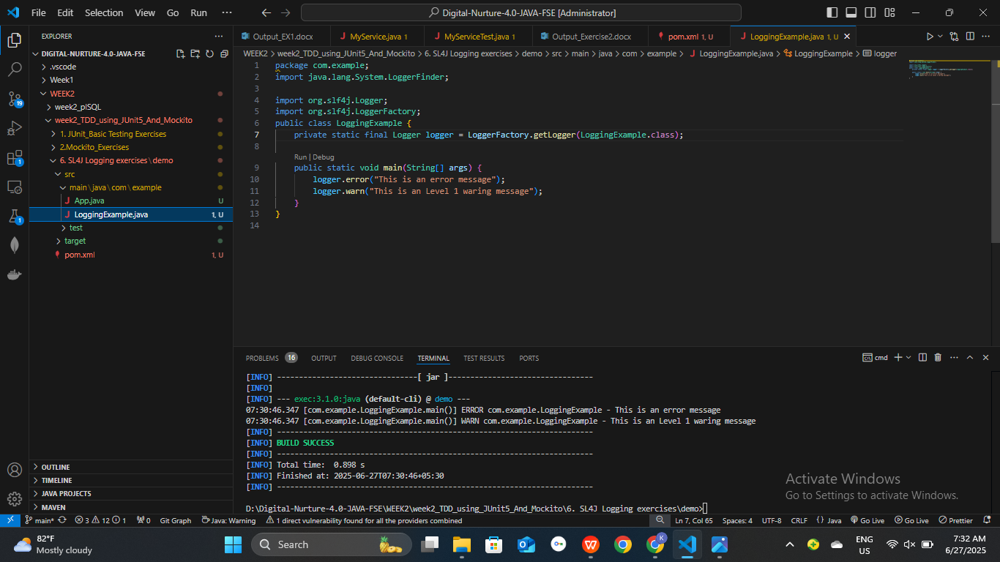 File Edit Selection View Go Run ··· Digital-Nurture-4.0-JAVA-FSE [Administrator]
EXPLORER ···
DIGITAL-NURTURE-4.0-JAVA-FSE
.vscode
Week1
WEEK2
week2_plSQL
week2_TDD_using_JUnit5_And_Mockito
1. JUnit_Basic Testing Exercises
2.Mockito_Exercises
6. SL4J Logging exercises\demo
src
main\java\com\example
App.java U
LoggingExample.java 1, U
test
target
pom.xml 1, U
OUTLINE
TIMELINE
JAVA PROJECTS
MAVEN
19
1
1
Output_EX1.docx MyService.java 1 MyServiceTest.java 1 Output_Exercise2.docx pom.xml 1, U LoggingExample.java 1, U
WEEK2 > week2_TDD_using_JUnit5_And_Mockito > 6. SL4J Logging exercises > demo > src > main > java > com > example > LoggingExample.java > LoggingExample > logger
1 package com.example;
2 import java.lang.System.LoggerFinder;
3
4 import org.slf4j.Logger;
5 import org.slf4j.LoggerFactory;
6 public class LoggingExample {
7 private static final Logger logger = LoggerFactory.getLogger(LoggingExample.class);
8
Run | Debug
9 public static void main(String[] args) {
10 logger.error("This is an error message");
11 logger.warn("This is an Level 1 waring message");
12 }
13 }
14
PROBLEMS 16 OUTPUT DEBUG CONSOLE TERMINAL TEST RESULTS PORTS cmd
[INFO] --------------------------------[ jar ]---------------------------------
[INFO]
[INFO] --- exec:3.1.0:java (default-cli) @ demo ---
07:30:46.347 [com.example.LoggingExample.main()] ERROR com.example.LoggingExample - This is an error message
07:30:46.347 [com.example.LoggingExample.main()] WARN com.example.LoggingExample - This is an Level 1 waring message
[INFO] ------------------------------------------------------------------------
[INFO] BUILD SUCCESS
[INFO] ------------------------------------------------------------------------
[INFO] Total time:  0.898 s
[INFO] Finished at: 2025-06-27T07:30:46+05:30
[INFO] ------------------------------------------------------------------------
D:\Digital-Nurture-4.0-JAVA-FSE\WEEK2\week2_TDD_using_JUnit5_And_Mockito\6. SL4J Logging exercises\demo>
Activate Windows
Go to Settings to activate Windows.
main* 3 12 1 0 Git Graph Java: Warning 1 direct vulnerability found for all the providers combined Ln 7, Col 65 Spaces: 4 UTF-8 CRLF {} Java Go Live Go Live Prettier
82°F
Mostly cloudy
Search
K
ENG
US
7:32 AM
6/27/2025